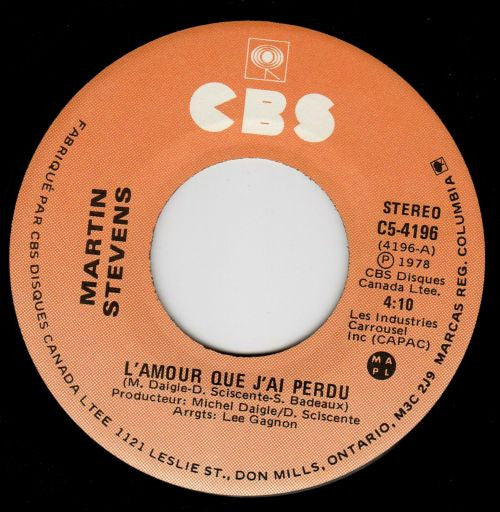 CBS
FABRIQUÉ PAR CBS DISQUES CANADA LTEE 1121 LESLIE ST., DON MILLS, ONTARIO, M3C 2J9 MARCAS REG. COLUMBIA
MARTIN
STEVENS
STEREO
C5-4196
(4196-A)
Ⓟ 1978
CBS Disques
Canada Ltee.
4:10
Les Industries
Carrousel
Inc (CAPAC)
M A
P L
L'AMOUR QUE J'AI PERDU
(M. Daigle-D. Sciscente-S. Badeaux)
Producteur: Michel Daigle/D. Sciscente
Arrgts: Lee Gagnon